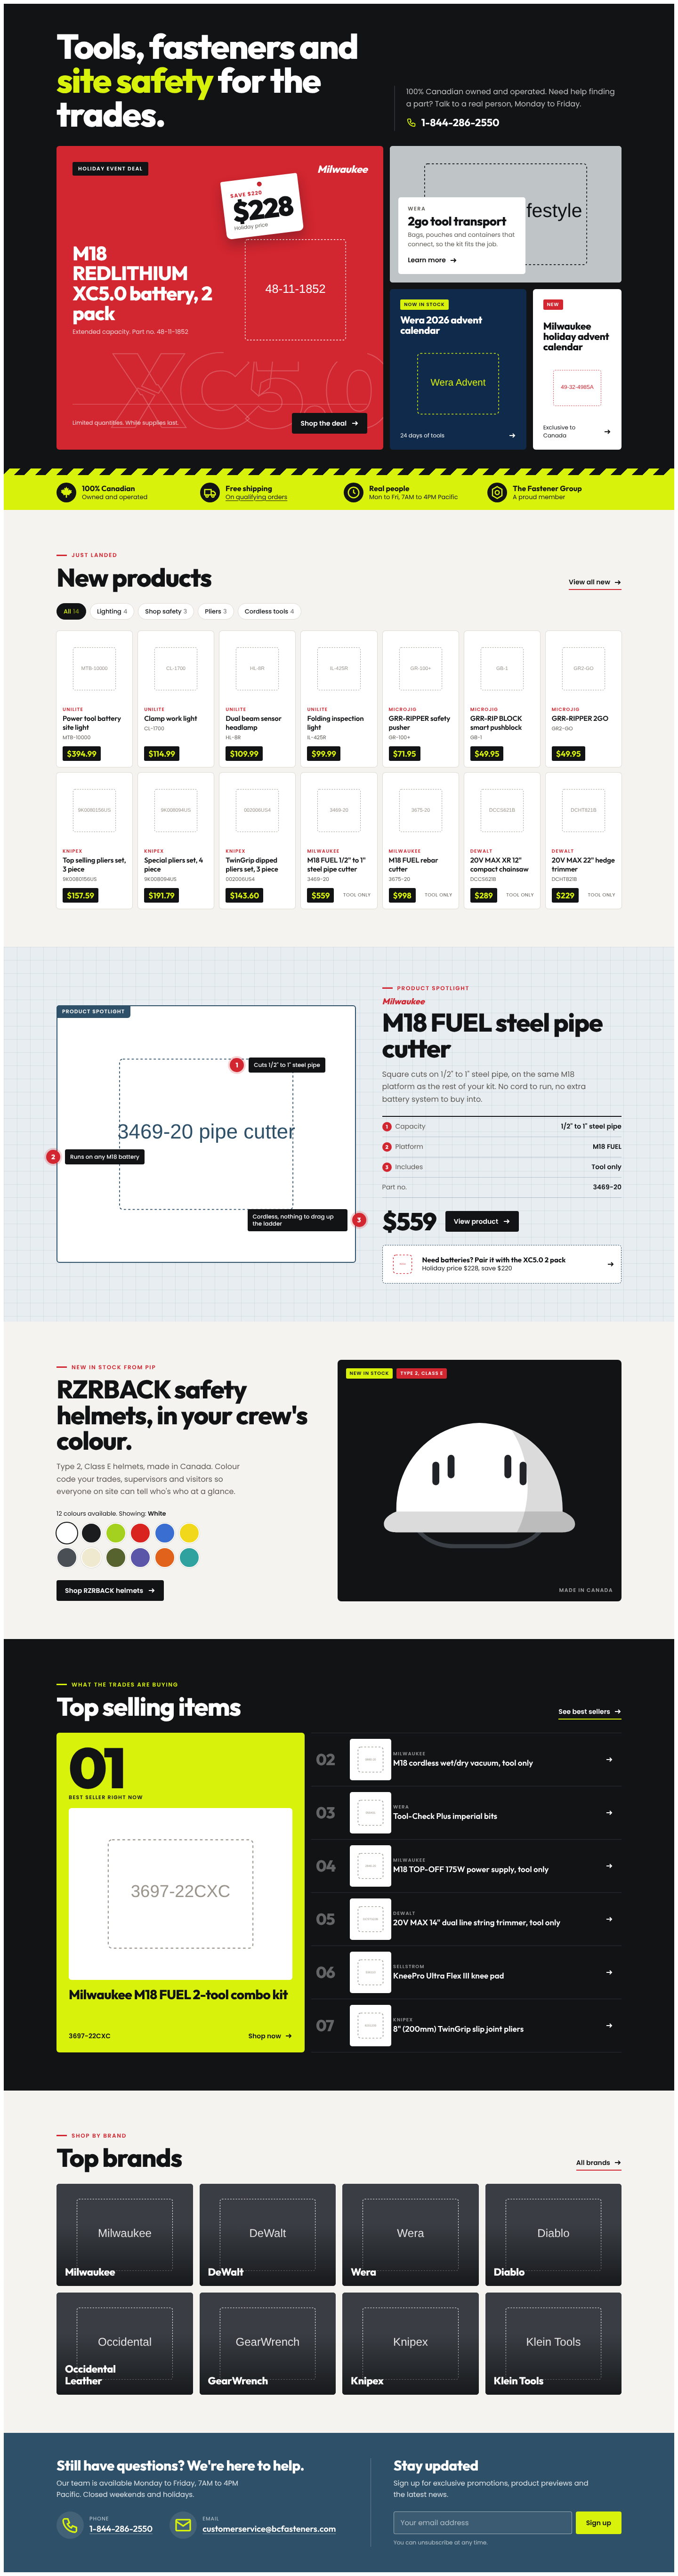 Tools, fasteners and
site safety for the
trades.
100% Canadian owned and operated. Need help finding
a part? Talk to a real person, Monday to Friday.
1-844-286-2550
HOLIDAY EVENT DEAL
Milwaukee
SAVE $220
$228
Holiday price
M18
REDLITHIUM
XC5.0 battery, 2
pack
Extended capacity. Part no. 48-11-1852
48-11-1852
XC5.0
Limited quantities. While supplies last.
Shop the deal
festyle
WERA
2go tool transport
Bags, pouches and containers that
connect, so the kit fits the job.
Learn more
NOW IN STOCK
Wera 2026 advent
calendar
Wera Advent
24 days of tools
NEW
Milwaukee
holiday advent
calendar
49-32-4985A
Exclusive to
Canada
100% Canadian
Owned and operated
Free shipping
On qualifying orders
Real people
Mon to Fri, 7AM to 4PM Pacific
The Fastener Group
A proud member
JUST LANDED
New products
View all new
All 14
Lighting 4
Shop safety 3
Pliers 3
Cordless tools 4
MTB-10000
UNILITE
Power tool battery
site light
MTB-10000
$394.99
CL-1700
UNILITE
Clamp work light
CL-1700
$114.99
HL-8R
UNILITE
Dual beam sensor
headlamp
HL-8R
$109.99
IL-425R
UNILITE
Folding inspection
light
IL-425R
$99.99
GR-100+
MICROJIG
GRR-RIPPER safety
pusher
GR-100+
$71.95
GB-1
MICROJIG
GRR-RIP BLOCK
smart pushblock
GB-1
$49.95
GR2-GO
MICROJIG
GRR-RIPPER 2GO
GR2-GO
$49.95
9K0080156US
KNIPEX
Top selling pliers set,
3 piece
9K0080156US
$157.59
9K008094US
KNIPEX
Special pliers set, 4
piece
9K008094US
$191.79
002006US4
KNIPEX
TwinGrip dipped
pliers set, 3 piece
002006US4
$143.60
3469-20
MILWAUKEE
M18 FUEL 1/2" to 1"
steel pipe cutter
3469-20
$559
TOOL ONLY
3675-20
MILWAUKEE
M18 FUEL rebar
cutter
3675-20
$998
TOOL ONLY
DCCS621B
DEWALT
20V MAX XR 12"
compact chainsaw
DCCS621B
$289
TOOL ONLY
DCHT821B
DEWALT
20V MAX 22" hedge
trimmer
DCHT821B
$229
TOOL ONLY
PRODUCT SPOTLIGHT
3469-20 pipe cutter
1
Cuts 1/2" to 1" steel pipe
2
Runs on any M18 battery
Cordless, nothing to drag up
the ladder
3
PRODUCT SPOTLIGHT
Milwaukee
M18 FUEL steel pipe
cutter
Square cuts on 1/2" to 1" steel pipe, on the same M18
platform as the rest of your kit. No cord to run, no extra
battery system to buy into.
1 Capacity 1/2" to 1" steel pipe
2 Platform M18 FUEL
3 Includes Tool only
Part no. 3469-20
$559
View product
Need batteries? Pair it with the XC5.0 2 pack
Holiday price $228, save $220
NEW IN STOCK FROM PIP
RZRBACK safety
helmets, in your crew's
colour.
Type 2, Class E helmets, made in Canada. Colour
code your trades, supervisors and visitors so
everyone on site can tell who's who at a glance.
12 colours available. Showing: White
Shop RZRBACK helmets
NEW IN STOCK
TYPE 2, CLASS E
MADE IN CANADA
WHAT THE TRADES ARE BUYING
Top selling items
See best sellers
01
BEST SELLER RIGHT NOW
3697-22CXC
Milwaukee M18 FUEL 2-tool combo kit
3697-22CXC
Shop now
02
MILWAUKEE
M18 cordless wet/dry vacuum, tool only
03
WERA
Tool-Check Plus imperial bits
04
MILWAUKEE
M18 TOP-OFF 175W power supply, tool only
05
DEWALT
20V MAX 14" dual line string trimmer, tool only
06
SELLSTROM
KneePro Ultra Flex III knee pad
07
KNIPEX
8" (200mm) TwinGrip slip joint pliers
SHOP BY BRAND
Top brands
All brands
Milwaukee
Milwaukee
DeWalt
DeWalt
Wera
Wera
Diablo
Diablo
Occidental
Occidental
Leather
GearWrench
GearWrench
Knipex
Knipex
Klein Tools
Klein Tools
Still have questions? We're here to help.
Our team is available Monday to Friday, 7AM to 4PM
Pacific. Closed weekends and holidays.
PHONE
1-844-286-2550
EMAIL
customerservice@bcfasteners.com
Stay updated
Sign up for exclusive promotions, product previews and
the latest news.
Your email address
Sign up
You can unsubscribe at any time.